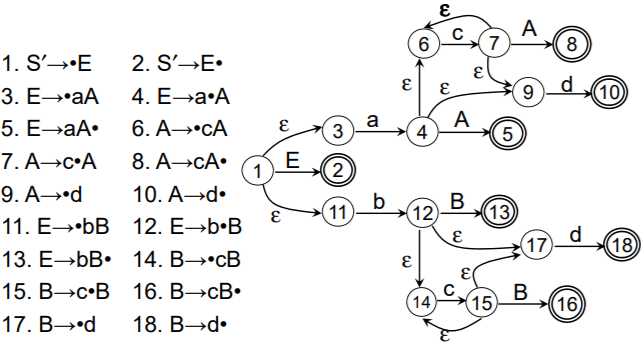 1. S′→•E 2. S′→E•
3. E→•aA 4. E→a•A
5. E→aA• 6. A→•cA
7. A→c•A 8. A→cA•
9. A→•d 10. A→d•
11. E→•bB 12. E→b•B
13. E→bB• 14. B→•cB
15. B→c•B 16. B→cB•
17. B→•d 18. B→d•
ε
6 c 7 A 8
ε ε ε 9 d 10
ε 3 a 4 A 5
1 E 2
ε 11 b 12 B 13
ε ε 17 d 18
ε
14 c 15 B 16
ε